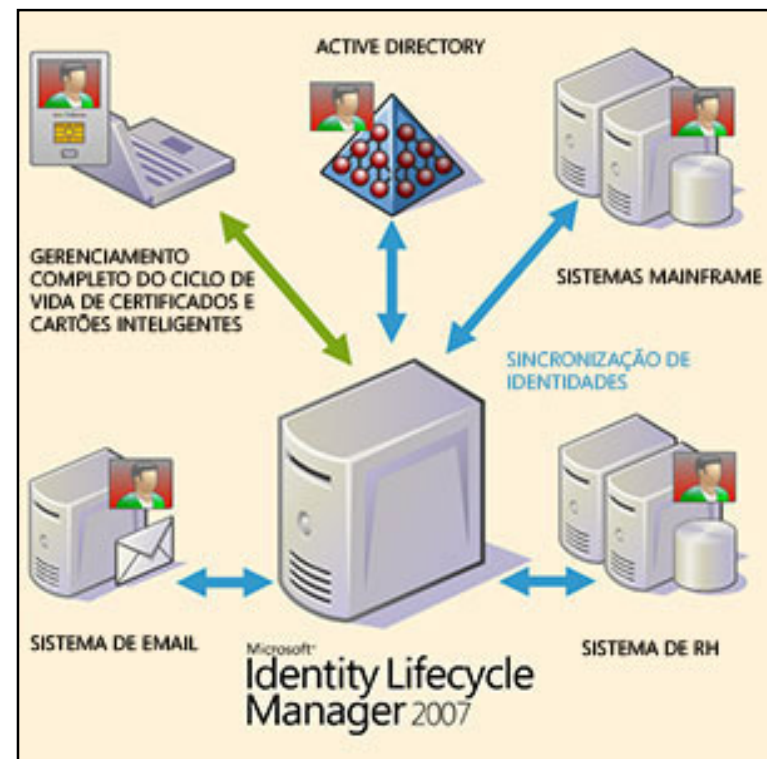 ACTIVE DIRECTORY
GERENCIAMENTO
COMPLETO DO CICLO DE
VIDA DE CERTIFICADOS E
CARTÕES INTELIGENTES
SISTEMAS MAINFRAME
SINCRONIZAÇÃO DE
IDENTIDADES
SISTEMA DE EMAIL
SISTEMA DE RH
Microsoft
Identity Lifecycle
Manager 2007